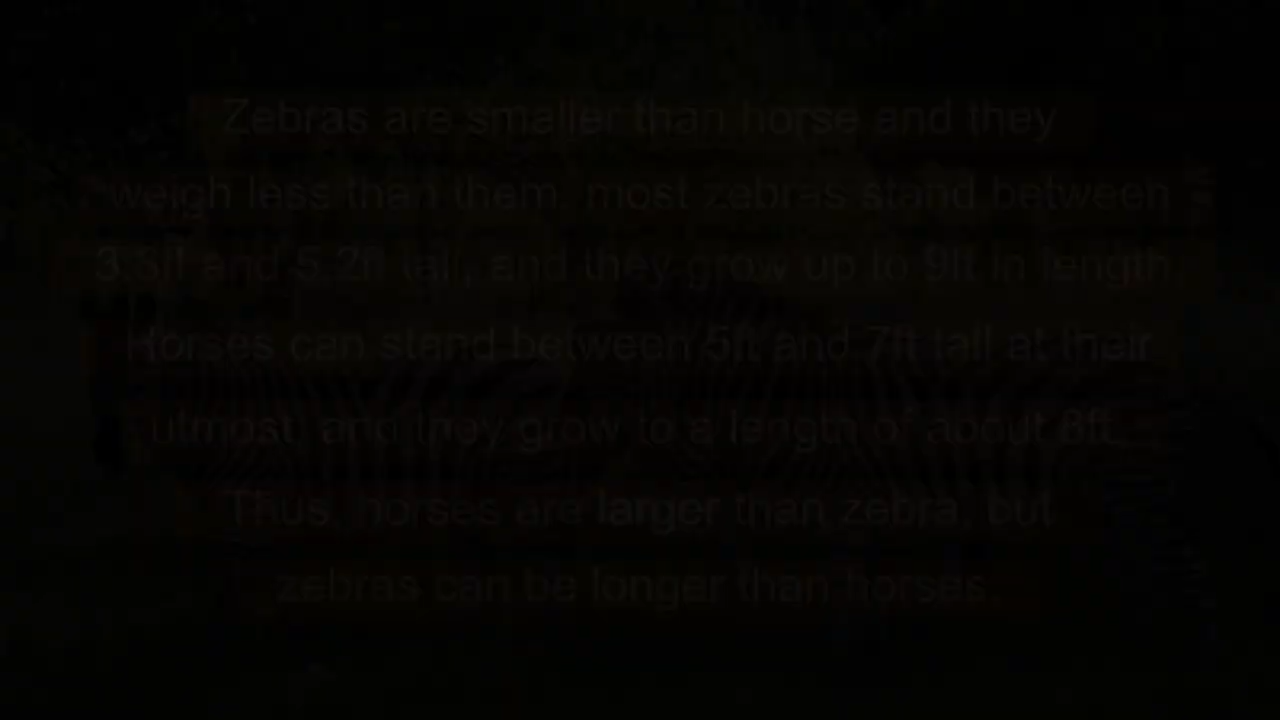 Zebras are smaller than horse and they
weigh less than them, most zebras stand between
3.5ft and 5.2ft tall, and they grow up to 9ft in length.
Horses can stand between 5ft and 7ft tall at their
utmost, and they grow to a length of about 8ft.
Thus, horses are larger than zebra, but
zebras can be longer than horses.